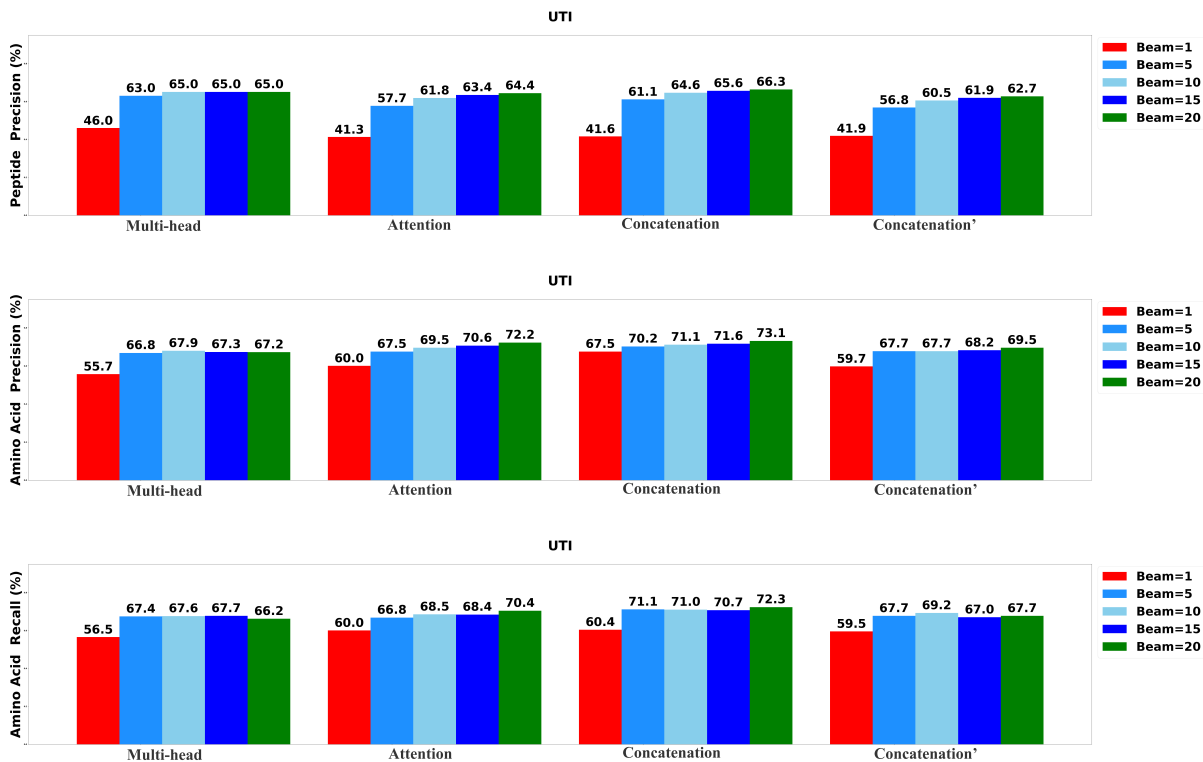 UTI
Peptide Precision (%)
46.0 63.0 65.0 65.0 65.0 41.3 57.7 61.8 63.4 64.4 41.6 61.1 64.6 65.6 66.3 41.9 56.8 60.5 61.9 62.7
Multi-head Attention Concatenation Concatenation’
Beam=1
Beam=5
Beam=10
Beam=15
Beam=20
UTI
Amino Acid Precision (%)
55.7 66.8 67.9 67.3 67.2 60.0 67.5 69.5 70.6 72.2 67.5 70.2 71.1 71.6 73.1 59.7 67.7 67.7 68.2 69.5
Multi-head Attention Concatenation Concatenation’
Beam=1
Beam=5
Beam=10
Beam=15
Beam=20
UTI
Amino Acid Recall (%)
56.5 67.4 67.6 67.7 66.2 60.0 66.8 68.5 68.4 70.4 60.4 71.1 71.0 70.7 72.3 59.5 67.7 69.2 67.0 67.7
Multi-head Attention Concatenation Concatenation’
Beam=1
Beam=5
Beam=10
Beam=15
Beam=20